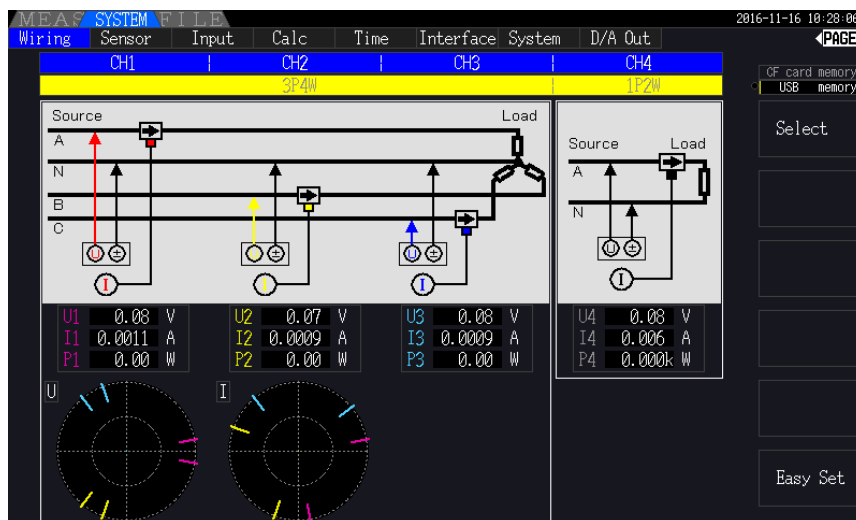 MEAS SYSTEM FILE 2016-11-16 10:28:06
Wiring Sensor Input Calc Time Interface System D/A Out PAGE
CH1 CH2 CH3 CH4
CF card memory
3P4W 1P2W
USB memory
Source Load
Select
A
Source Load
N
A
B
N
C
U ± U ± U ± U ±
I I I I
U1 0.08 V U2 0.07 V U3 0.08 V U4 0.08 V
I1 0.0011 A I2 0.0009 A I3 0.0009 A I4 0.006 A
P1 0.00 W P2 0.00 W P3 0.00 W P4 0.000k W
U I
Easy Set